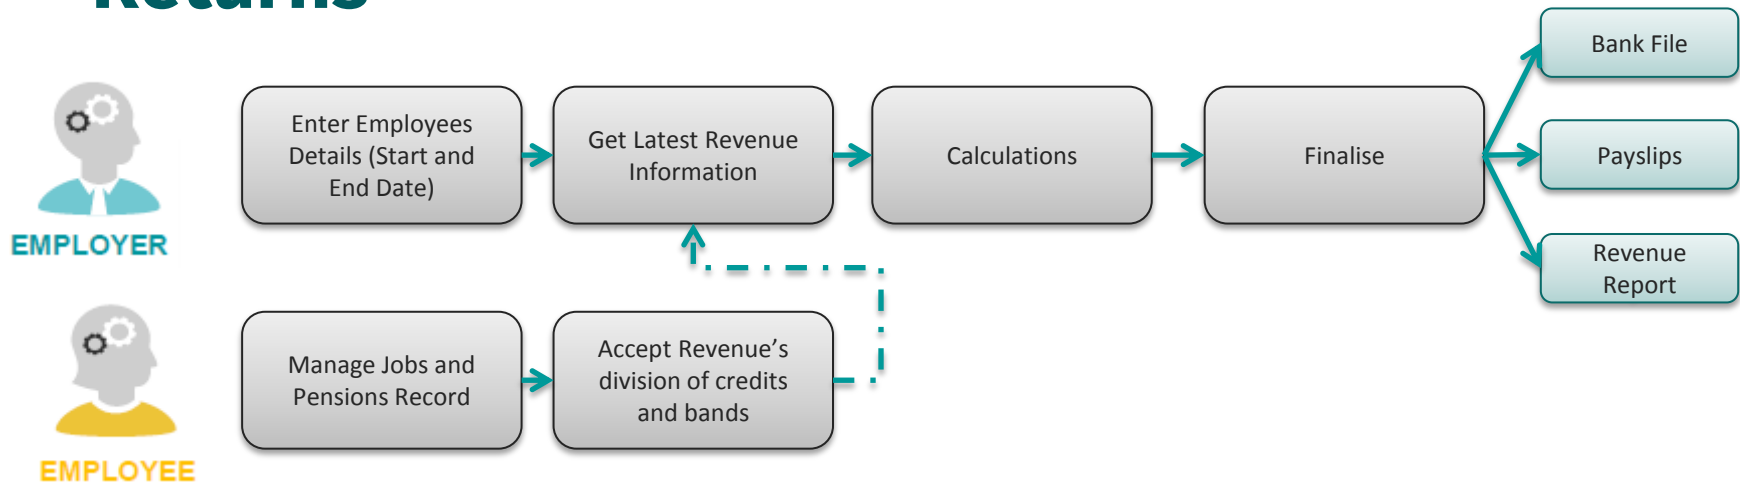 Returns
Bank File
Enter Employees
Details (Start and
End Date)
Get Latest Revenue
Information
Calculations
Finalise
Payslips
EMPLOYER
Revenue
Report
Manage Jobs and
Pensions Record
Accept Revenue’s
division of credits
and bands
EMPLOYEE